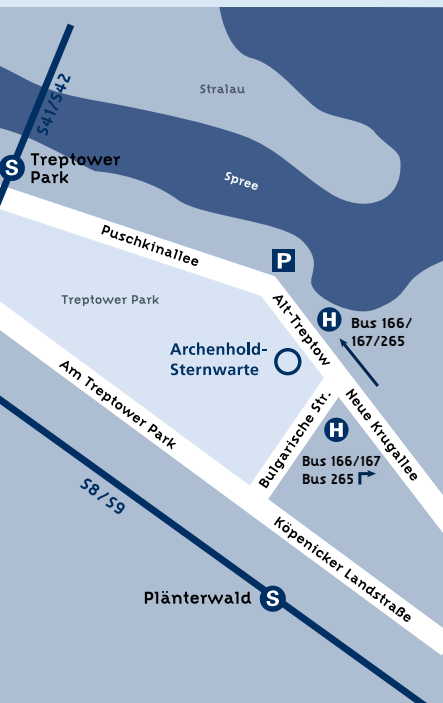 Stralau
S41/S42
S
Treptower
Park
Spree
Puschkinallee
P
Treptower Park
Alt-Treptow
H
Bus 166/
167/265
Archenhold-
Sternwarte
Am Treptower Park
Bulgarische Str.
Neue Krugallee
H
Bus 166/167
Bus 265
S8/S9
Köpenicker Landstraße
Plänterwald
S